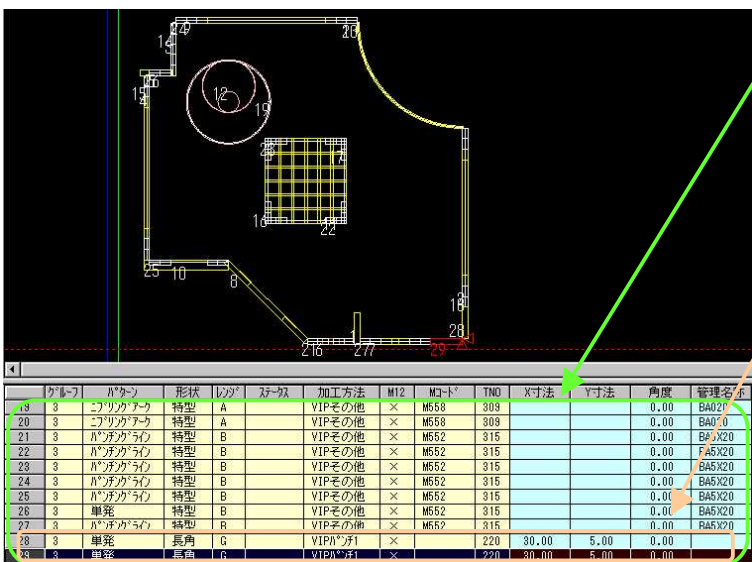 24
20
14
15
12
19
23
17
16
22
25
10
8
18
28
216
1
277
29
ｸﾞﾙｰﾌ ﾊﾟﾀｰﾝ 形状 ﾚﾝｼﾞ ｽﾃｰﾀｽ 加工方法 M12 Mｺｰﾄﾞ TNO X寸法 Y寸法 角度 管理名称
19 3 ﾆﾌﾞﾘﾝｸﾞｱｰｸ 特型 A VIPその他 × M558 309 0.00 BA020
20 3 ﾆﾌﾞﾘﾝｸﾞｱｰｸ 特型 A VIPその他 × M558 309 0.00 BA020
21 3 ﾊﾟﾝﾁﾝｸﾞﾗｲﾝ 特型 B VIPその他 × M552 315 0.00 BA5X20
22 3 ﾊﾟﾝﾁﾝｸﾞﾗｲﾝ 特型 B VIPその他 × M552 315 0.00 BA5X20
23 3 ﾊﾟﾝﾁﾝｸﾞﾗｲﾝ 特型 B VIPその他 × M552 315 0.00 BA5X20
24 3 ﾊﾟﾝﾁﾝｸﾞﾗｲﾝ 特型 B VIPその他 × M552 315 0.00 BA5X20
25 3 ﾊﾟﾝﾁﾝｸﾞﾗｲﾝ 特型 B VIPその他 × M552 315 0.00 BA5X20
26 3 単発 特型 B VIPその他 × M552 315 0.00 BA5X20
27 3 ﾊﾟﾝﾁﾝｸﾞﾗｲﾝ 特型 B VIPその他 × M552 315 0.00 BA5X20
28 3 単発 長角 G VIPﾊﾟﾝﾁ1 × 220 30.00 5.00 0.00
29 3 単発 長角 G VIPﾊﾟﾝﾁ1 × 220 30.00 5.00 0.00